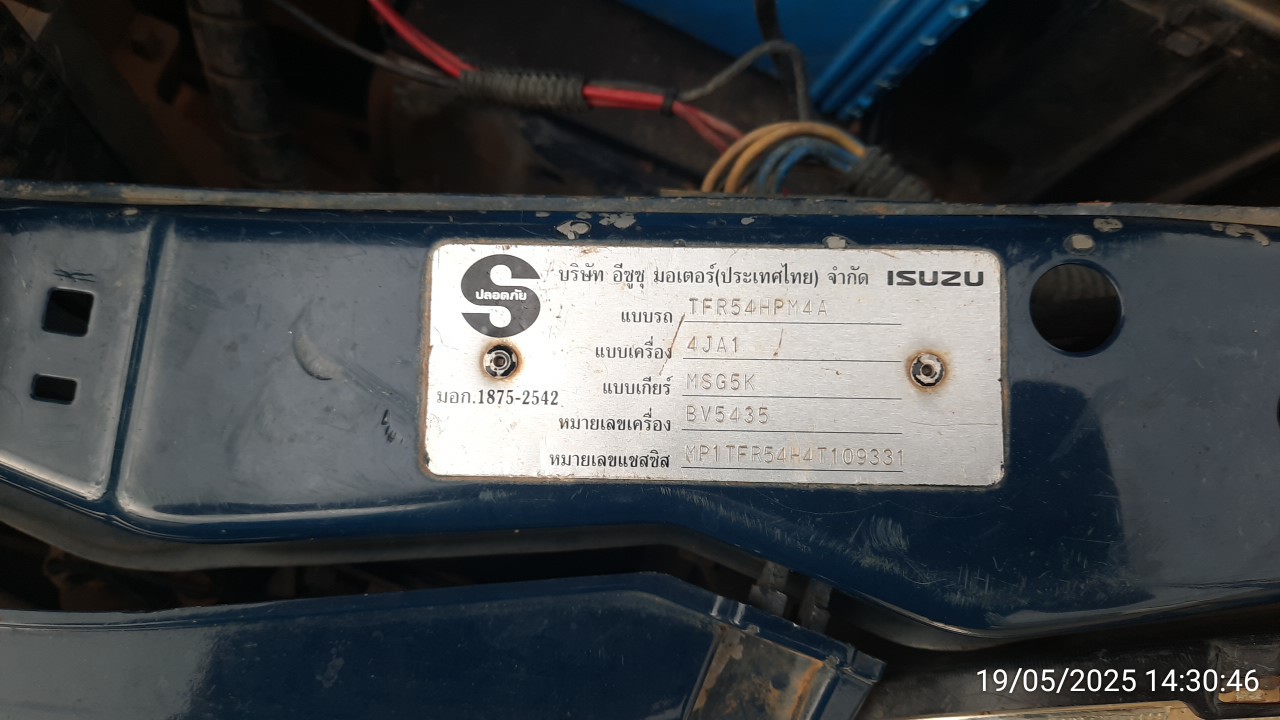 บริษัท อีซูซุ มอเตอร์(ประเทศไทย) จำกัด ISUZU
ปลอดภัย
แบบรถ TFR54HPM4A
แบบเครื่อง 4JA1
แบบเกียร์ MSG5K
มอก.1875-2542
หมายเลขเครื่อง BV5435
หมายเลขแชสซิส MP1TFR54H4T109331
19/05/2025 14:30:46